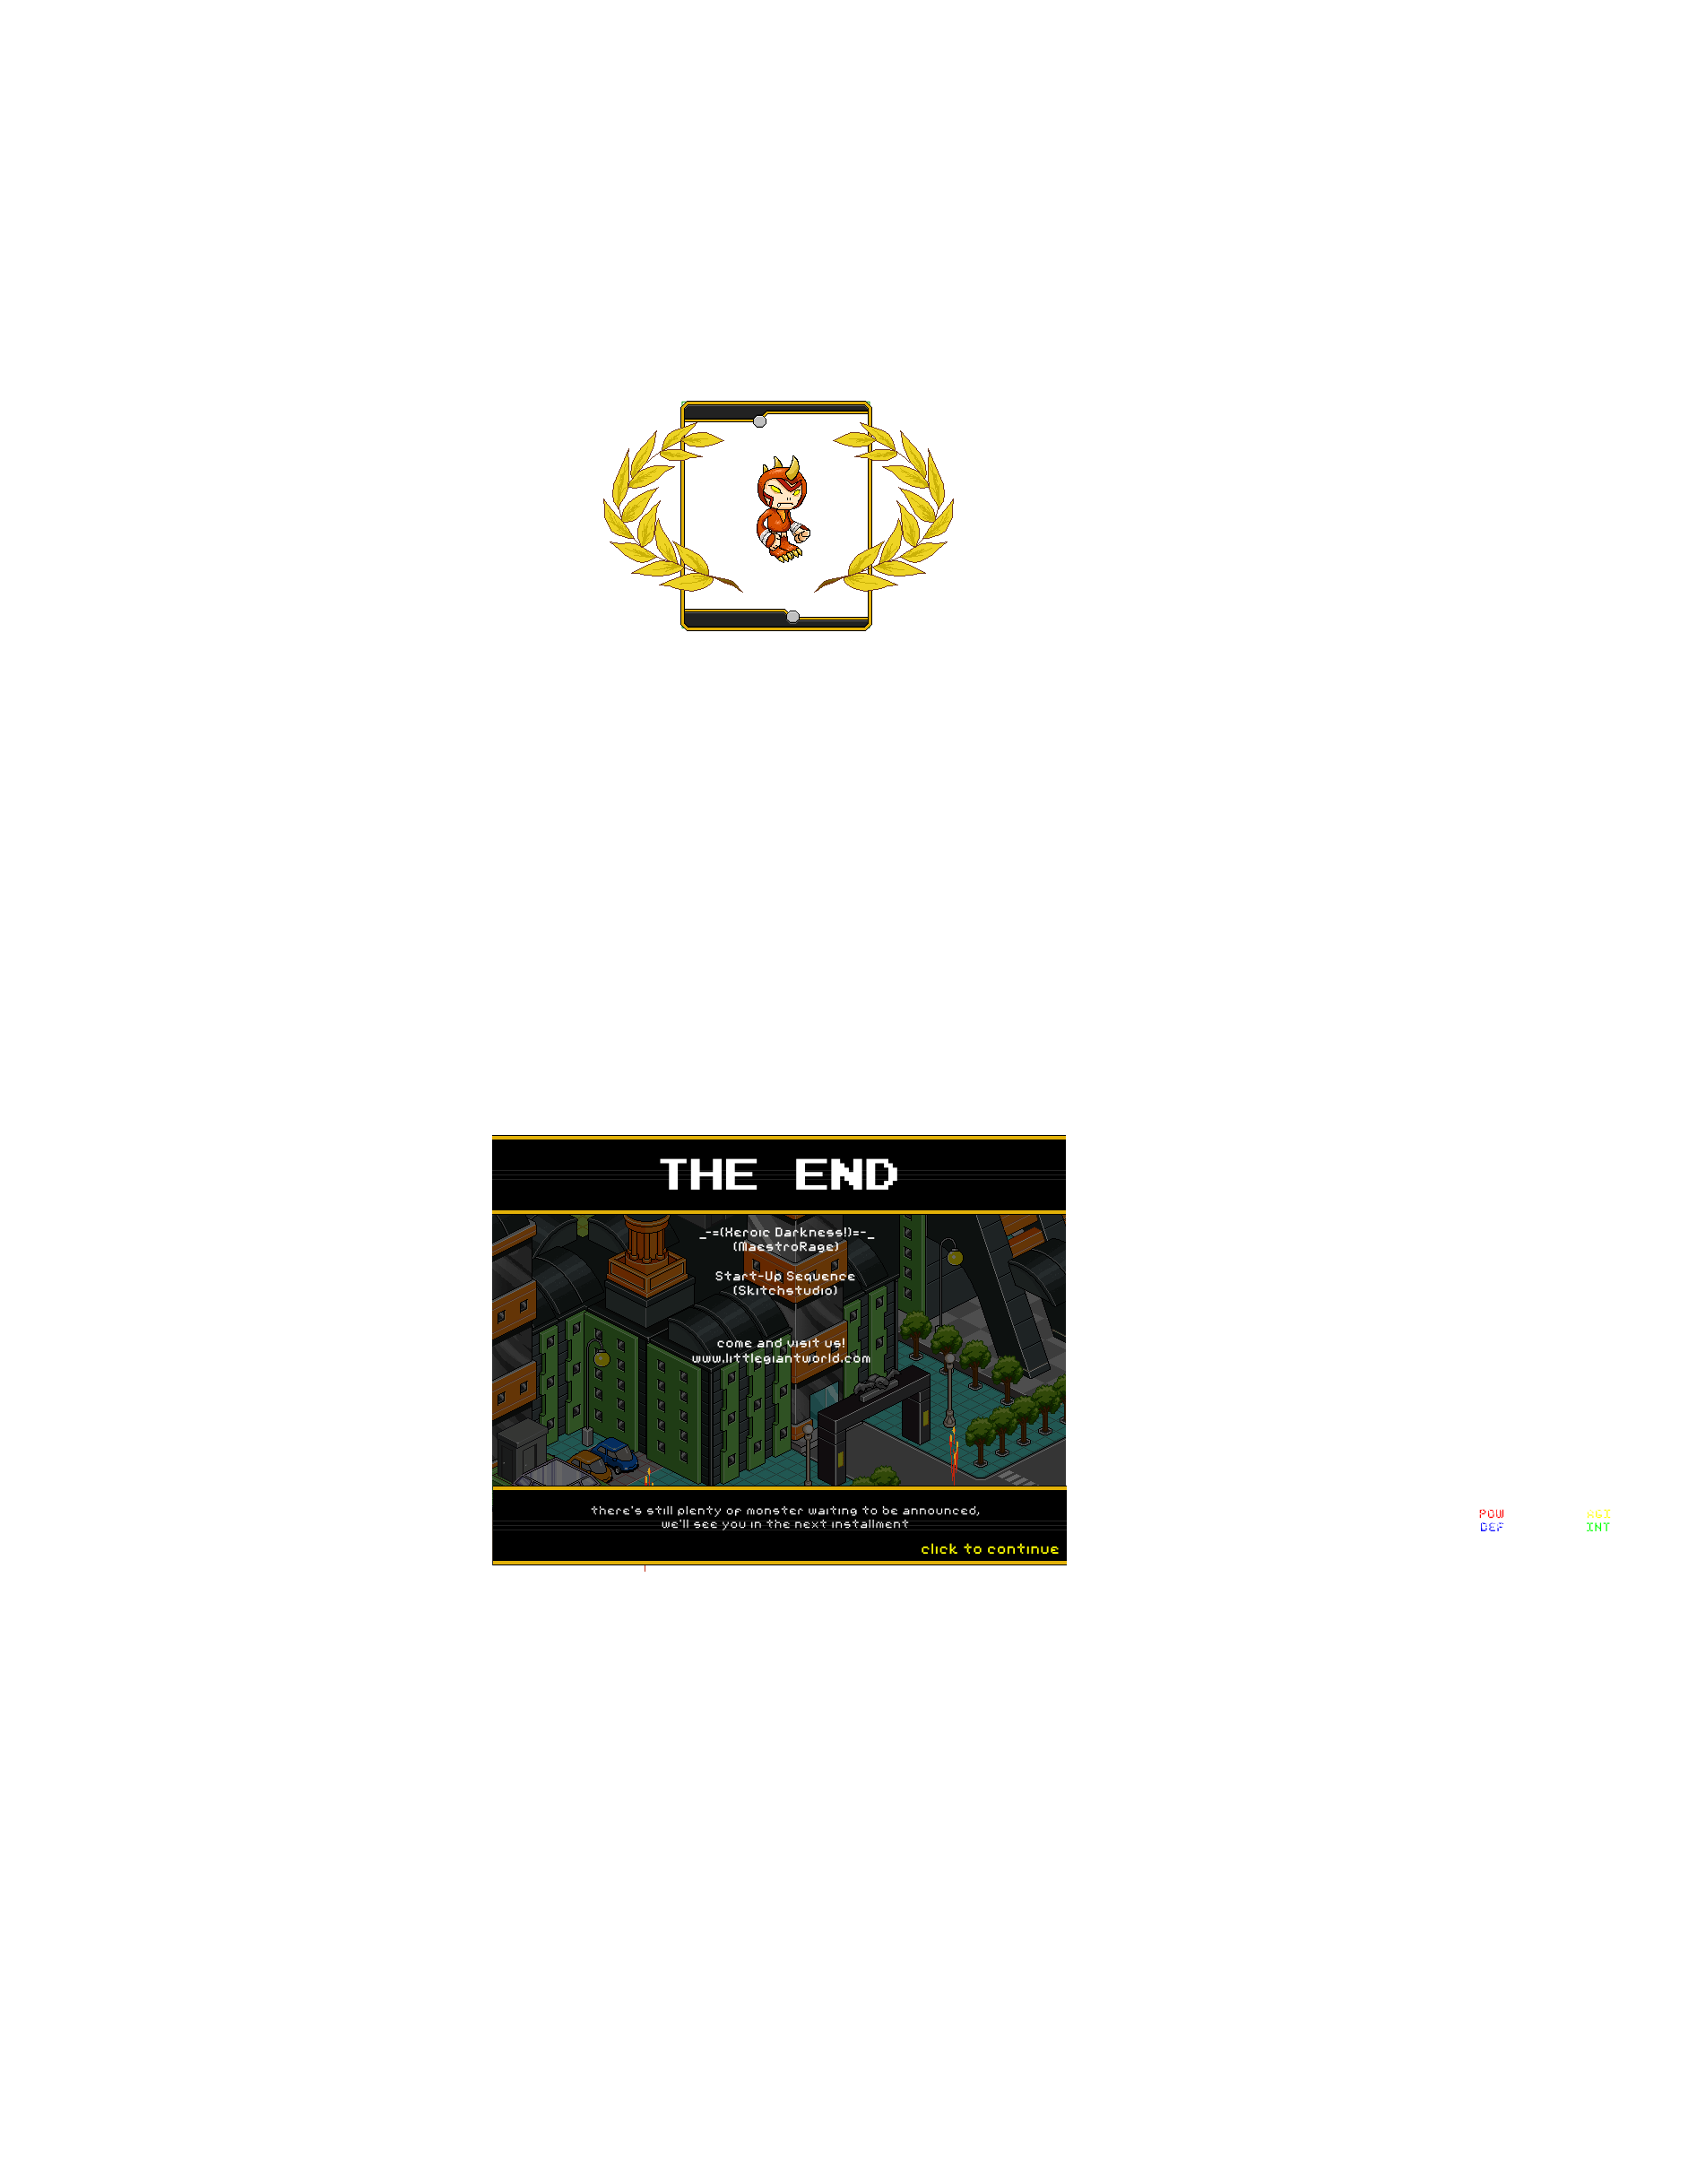 THE END
_-=(Xeroic Darkness!)=-_
(MaestroRage)
Start-Up Sequence
(Skitchstudio)
come and visit us!
www.littlegiantworld.com
there's still plenty of monster waiting to be announced,
we'll see you in the next installment
click to continue
POW AGI
DEF INT